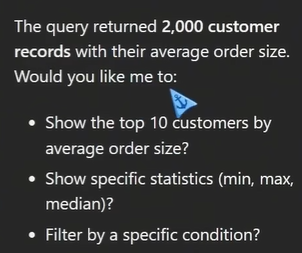 The query returned 2,000 customer
records with their average order size.
Would you like me to:
• Show the top 10 customers by
average order size?
• Show specific statistics (min, max,
median)?
• Filter by a specific condition?